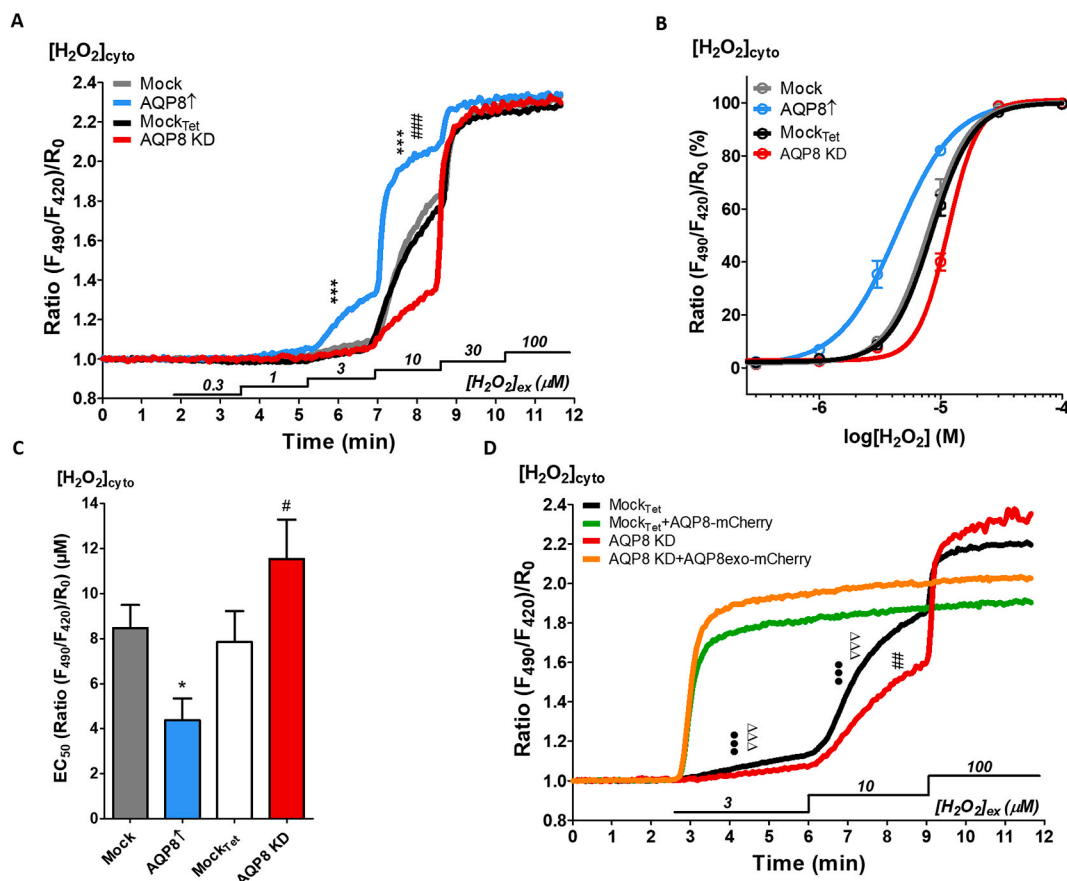 A
[H₂O₂]cyto
Mock
AQP8↑
MockTet
AQP8 KD
Ratio (F490/F420)/R0
2.4
2.2
2.0
1.8
1.6
1.4
1.2
1.0
0.8
***
***
###
0.3
1
3
10
30
100
[H₂O₂]ex (µM)
0 1 2 3 4 5 6 7 8 9 10 11 12
Time (min)
B
[H₂O₂]cyto
Mock
AQP8↑
MockTet
AQP8 KD
Ratio (F490/F420)/R0 (%)
100
80
60
40
20
0
-6 -5 -4
log[H₂O₂] (M)
C
[H₂O₂]cyto
EC50 (Ratio (F490/F420)/R0) (µM)
14
12
10
8
6
4
2
0
*
#
Mock
AQP8↑
MockTet
AQP8 KD
D
[H₂O₂]cyto
MockTet
MockTet+AQP8-mCherry
AQP8 KD
AQP8 KD+AQP8exo-mCherry
Ratio (F490/F420)/R0
2.4
2.2
2.0
1.8
1.6
1.4
1.2
1.0
0.8
●●●
▽▽▽
●●●
▽▽▽
##
3
10
100
[H₂O₂]ex (µM)
0 1 2 3 4 5 6 7 8 9 10 11 12
Time (min)